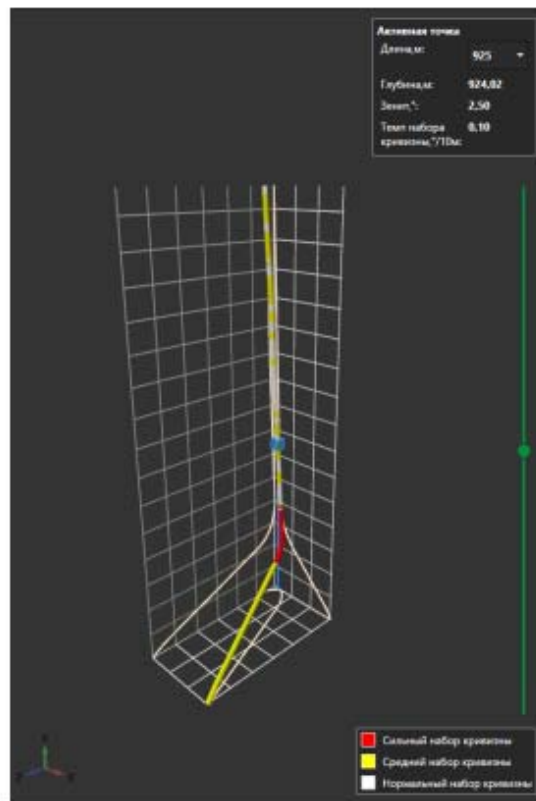 Активная точка
Длина,м:
925
Глубина,м:
924,02
Зенит,°:
2,50
Темп набора
0,10
кривизны,°/10м:
Сильный набор кривизны
Средний набор кривизны
Нормальный набор кривизны